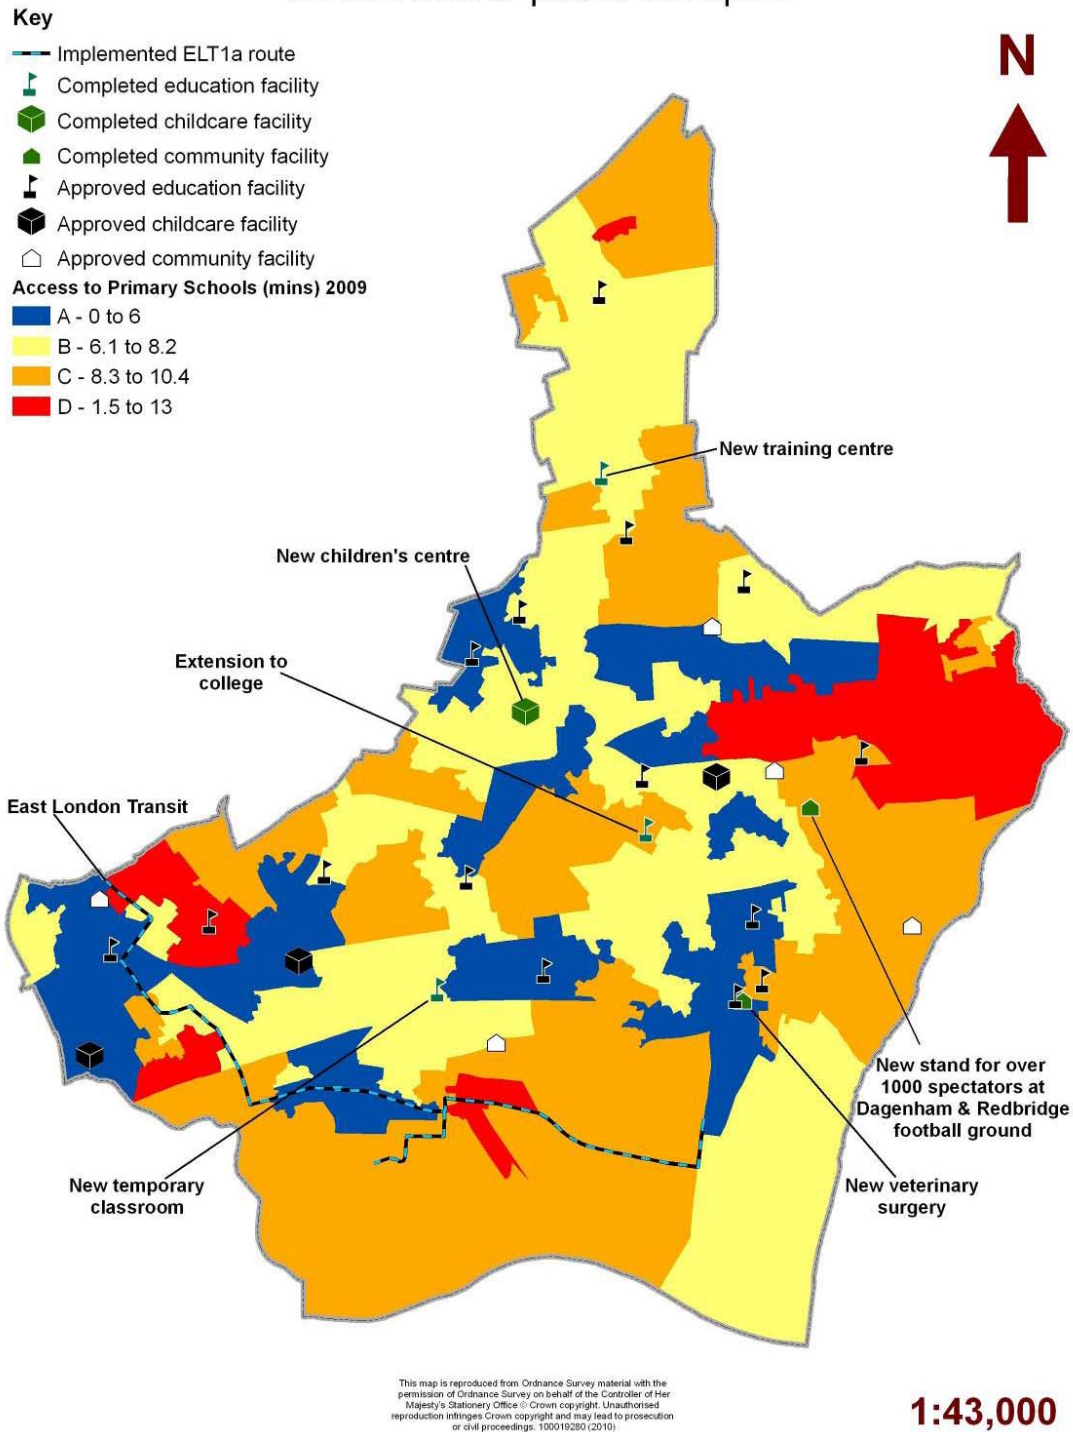 Key
Implemented ELT1a route
Completed education facility
Completed childcare facility
Completed community facility
Approved education facility
Approved childcare facility
Approved community facility
Access to Primary Schools (mins) 2009
A - 0 to 6
B - 6.1 to 8.2
C - 8.3 to 10.4
D - 1.5 to 13
N
New training centre
New children's centre
Extension to
college
East London Transit
New stand for over
1000 spectators at
Dagenham & Redbridge
football ground
New temporary
classroom
New veterinary
surgery
This map is reproduced from Ordnance Survey material with the
permission of Ordnance Survey on behalf of the Controller of Her
Majesty's Stationery Office © Crown copyright. Unauthorised
reproduction infringes Crown copyright and may lead to prosecution
or civil proceedings. 100019280 (2010)
1:43,000